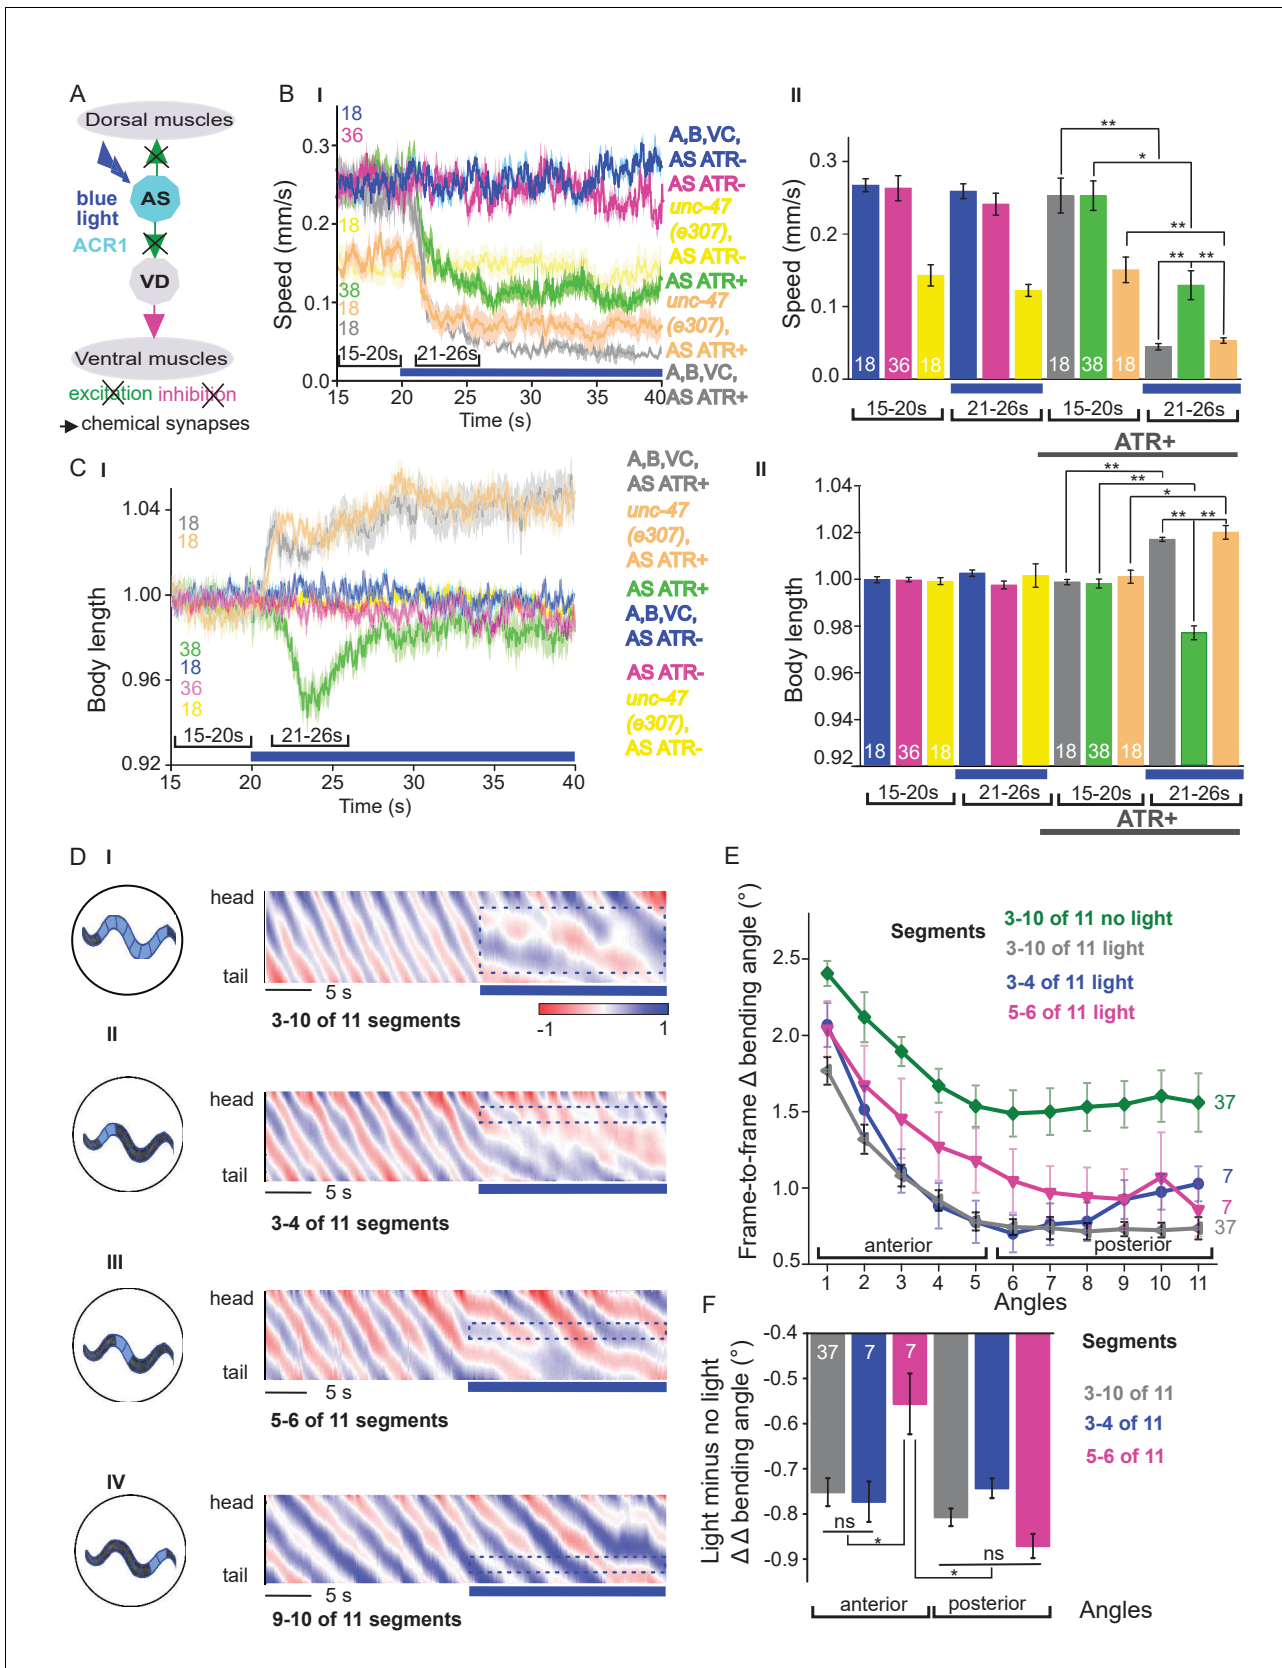 A
Dorsal muscles
AS
blue
light
ACR1
VD
Ventral muscles
excitation inhibition
chemical synapses
B I
Speed (mm/s)
0.3
0.2
0.1
0.0
18
36
18
38
18
18
15-20s
21-26s
15 20 25 30 35 40
Time (s)
A,B,VC,
AS ATR-
AS ATR-
unc-47
(e307),
AS ATR-
AS ATR+
unc-47
(e307),
AS ATR+
A,B,VC,
AS ATR+
II
Speed (mm/s)
0.3
0.2
0.1
0.0
**
*
**
** **
18 36 18 18 38 18
15-20s 21-26s 15-20s 21-26s
ATR+
C I
Body length
1.04
1.00
0.96
0.92
18
18
38
18
36
18
15-20s
21-26s
15 20 25 30 35 40
Time (s)
A,B,VC,
AS ATR+
unc-47
(e307),
AS ATR+
AS ATR+
A,B,VC,
AS ATR-
AS ATR-
unc-47
(e307),
AS ATR-
II
Body length
1.04
1.02
1.00
0.98
0.96
0.94
0.92
**
**
*
** **
18 36 18 18 38 18
15-20s 21-26s 15-20s 21-26s
ATR+
D I
head
tail
5 s
3-10 of 11 segments
-1 1
II
head
tail
5 s
3-4 of 11 segments
III
head
tail
5 s
5-6 of 11 segments
IV
head
tail
5 s
9-10 of 11 segments
E
Frame-to-frame Δ bending angle (°)
2.5
2.0
1.5
1.0
0.5
Segments
3-10 of 11 no light
3-10 of 11 light
3-4 of 11 light
5-6 of 11 light
37
7
7
37
anterior posterior
1 2 3 4 5 6 7 8 9 10 11
Angles
F
Light minus no light
Δ Δ bending angle (°)
-0.4
-0.5
-0.6
-0.7
-0.8
-0.9
37 7 7
ns
*
ns
*
anterior posterior
Angles
Segments
3-10 of 11
3-4 of 11
5-6 of 11